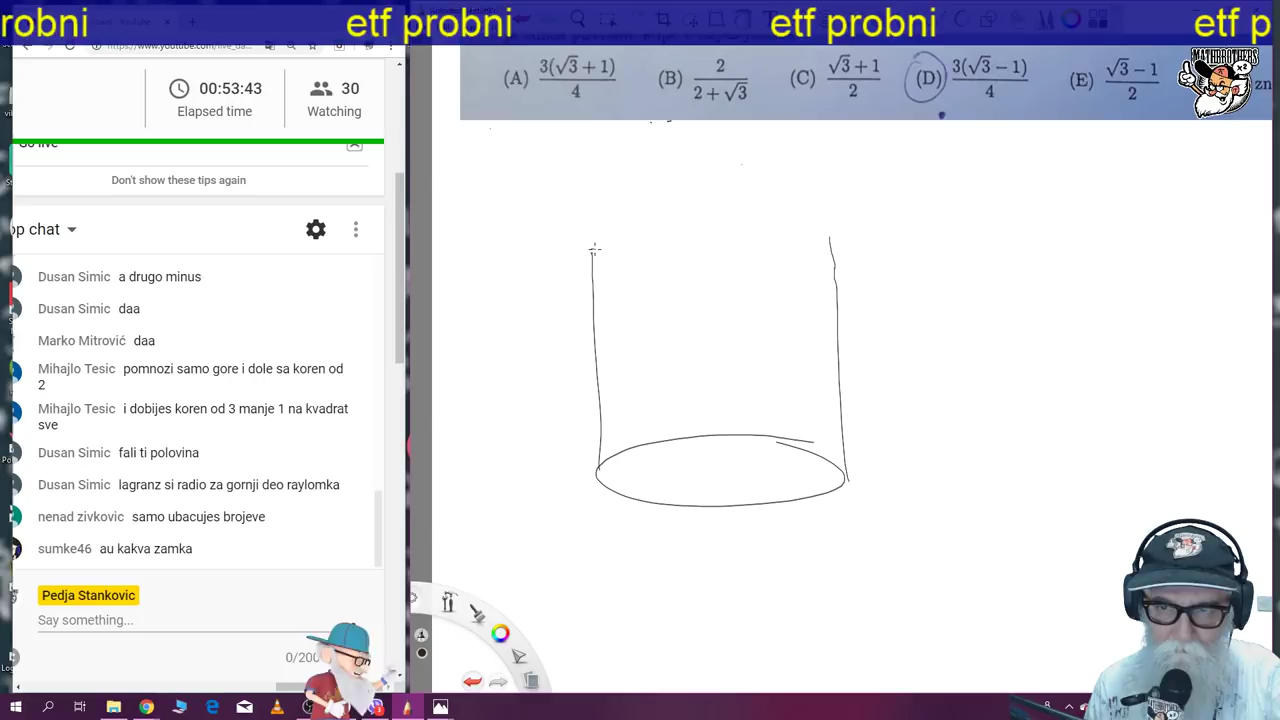 robni etf probni etf probni etf p
00:53:43 30
Elapsed time Watching
(A) 3(√3+1)/4 (B) 2/(2+√3) (C) (√3+1)/2 (D) 3(√3−1)/4 (E) (√3−1)/2 zn
MATHBROTHERS
Don't show these tips again
op chat
Dusan Simic a drugo minus
Dusan Simic daa
Marko Mitrović daa
Mihajlo Tesic pomnozi samo gore i dole sa koren od
2
Mihajlo Tesic i dobijes koren od 3 manje 1 na kvadrat
sve
Dusan Simic fali ti polovina
Dusan Simic lagranz si radio za gornji deo raylomka
nenad zivkovic samo ubacujes brojeve
sumke46 au kakva zamka
Pedja Stankovic
Say something...
0/200